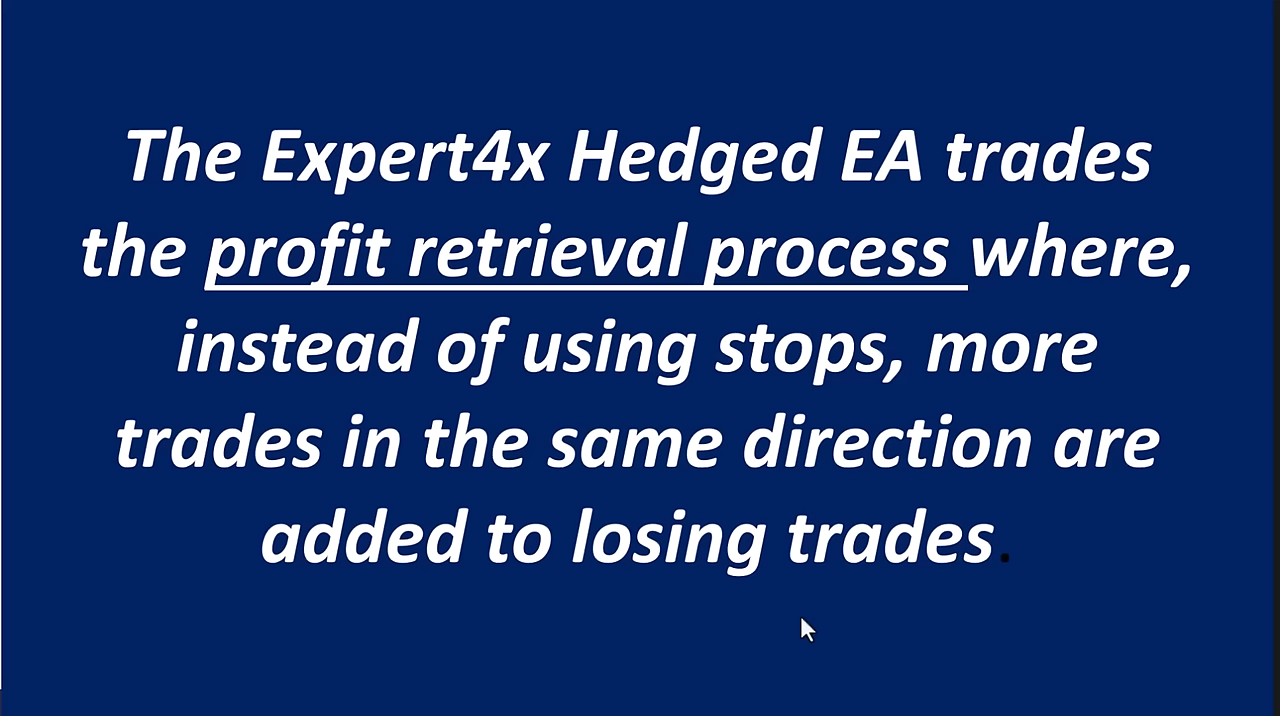 The Expert4x Hedged EA trades
the profit retrieval process where,
instead of using stops, more
trades in the same direction are
added to losing trades.